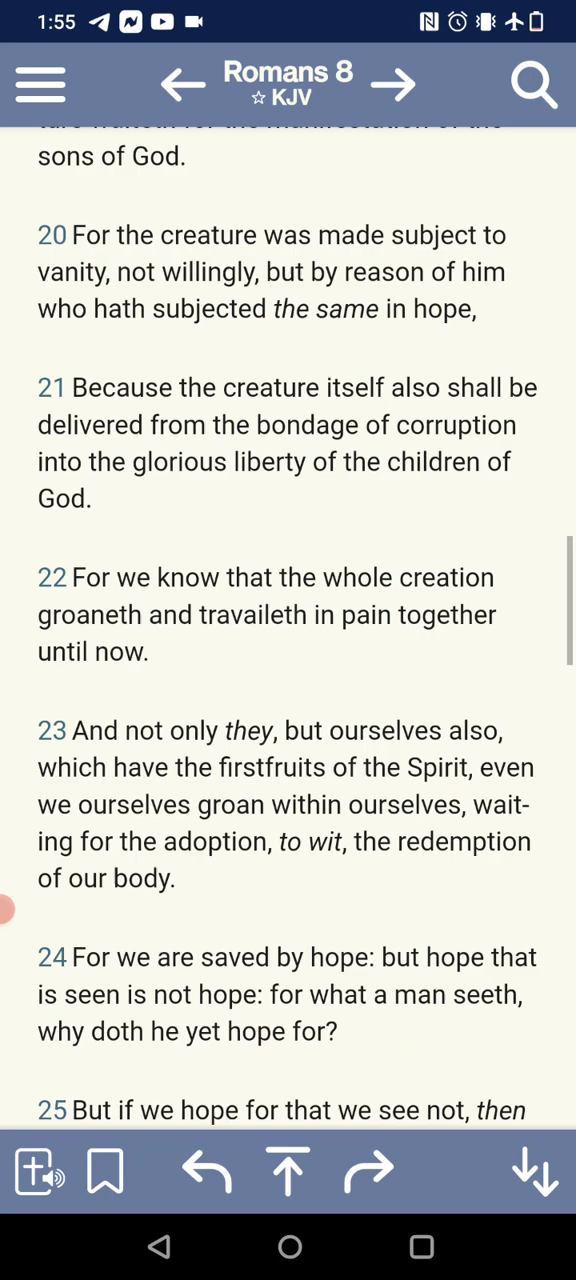 1:55
Romans 8
☆ KJV
sons of God.
20 For the creature was made subject to
vanity, not willingly, but by reason of him
who hath subjected the same in hope,
21 Because the creature itself also shall be
delivered from the bondage of corruption
into the glorious liberty of the children of
God.
22 For we know that the whole creation
groaneth and travaileth in pain together
until now.
23 And not only they, but ourselves also,
which have the firstfruits of the Spirit, even
we ourselves groan within ourselves, wait-
ing for the adoption, to wit, the redemption
of our body.
24 For we are saved by hope: but hope that
is seen is not hope: for what a man seeth,
why doth he yet hope for?
25 But if we hope for that we see not, then